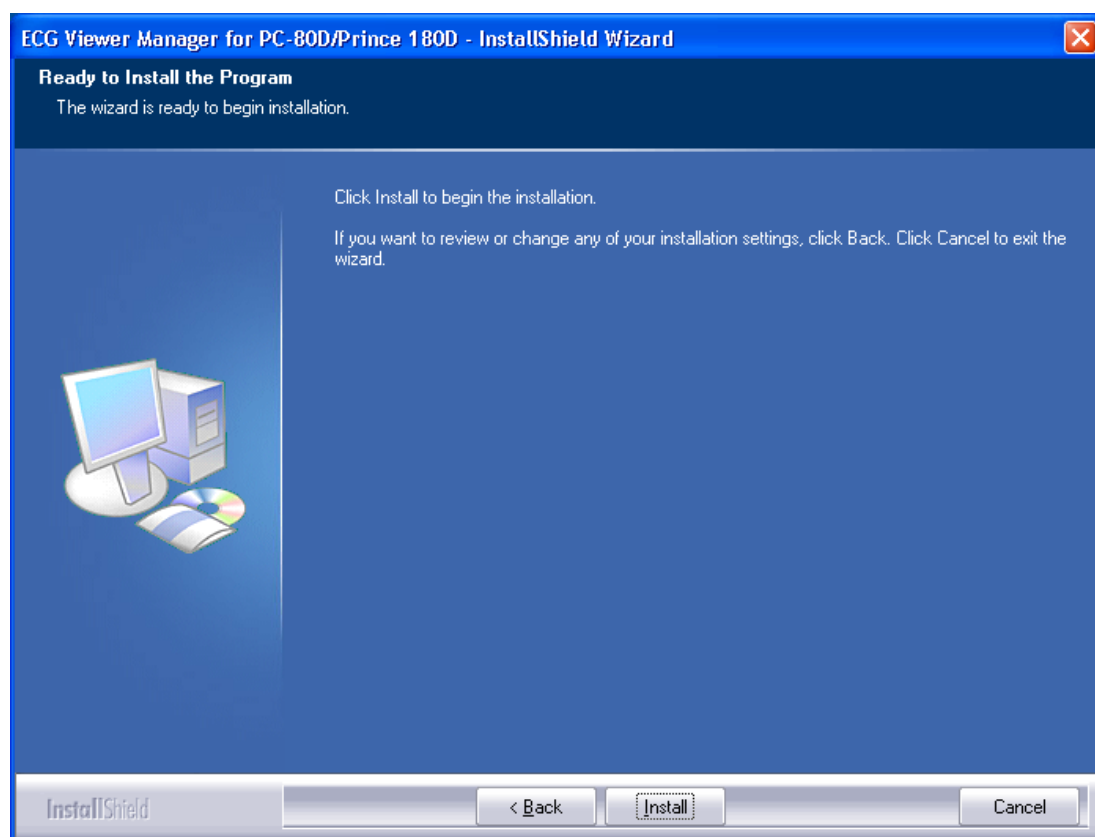 ECG Viewer Manager for PC-80D/Prince 180D - InstallShield Wizard
Ready to Install the Program
The wizard is ready to begin installation.
Click Install to begin the installation.
If you want to review or change any of your installation settings, click Back. Click Cancel to exit the
wizard.
InstallShield
< Back
Install
Cancel